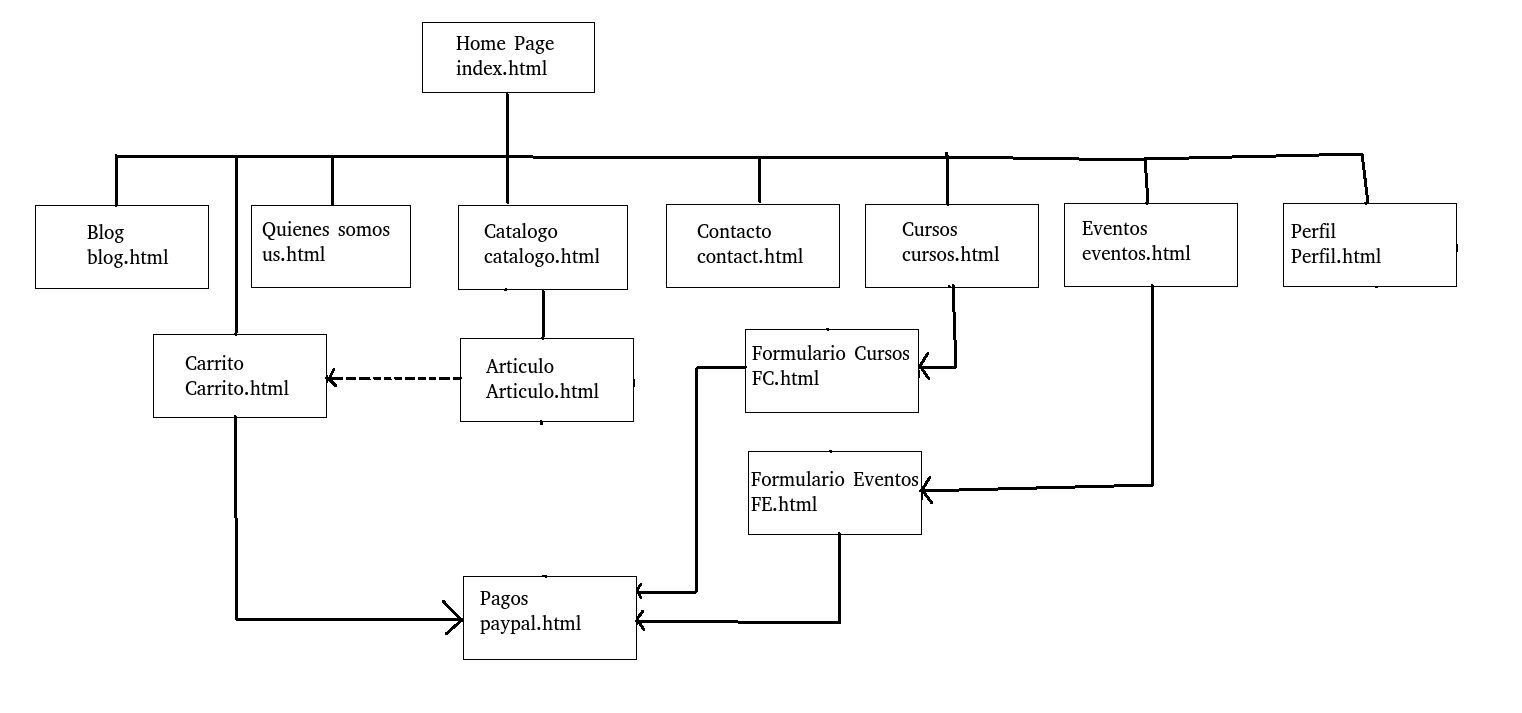 Home Page
index.html
Blog
blog.html
Quienes somos
us.html
Catalogo
catalogo.html
Contacto
contact.html
Cursos
cursos.html
Eventos
eventos.html
Perfil
Perfil.html
Carrito
Carrito.html
Articulo
Articulo.html
Formulario Cursos
FC.html
Formulario Eventos
FE.html
Pagos
paypal.html